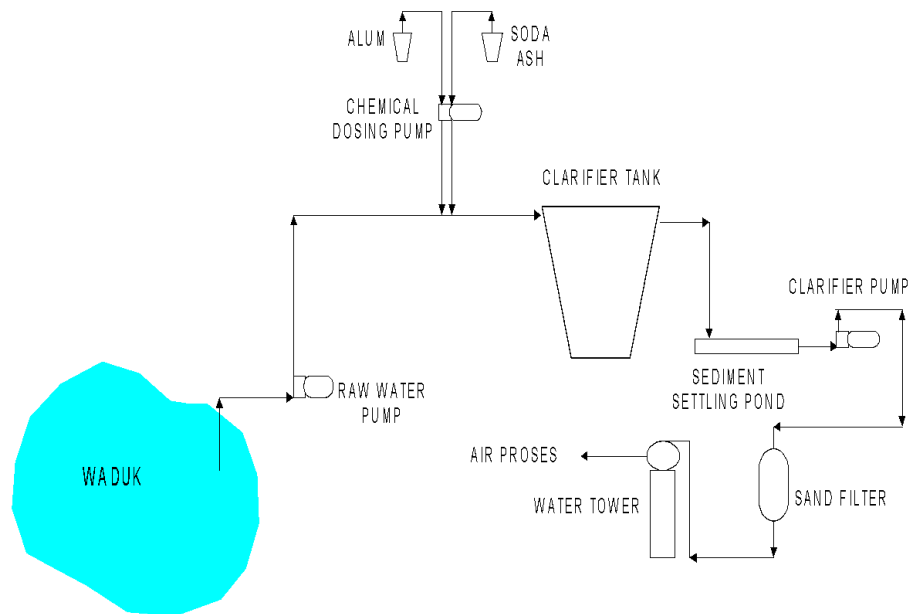 ALUM
SODA
ASH
CHEMICAL
DOSING PUMP
CLARIFIER TANK
CLARIFIER PUMP
RAW WATER
PUMP
SEDIMENT
SETTLING POND
WADUK
AIR PROSES
WATER TOWER
SAND FILTER